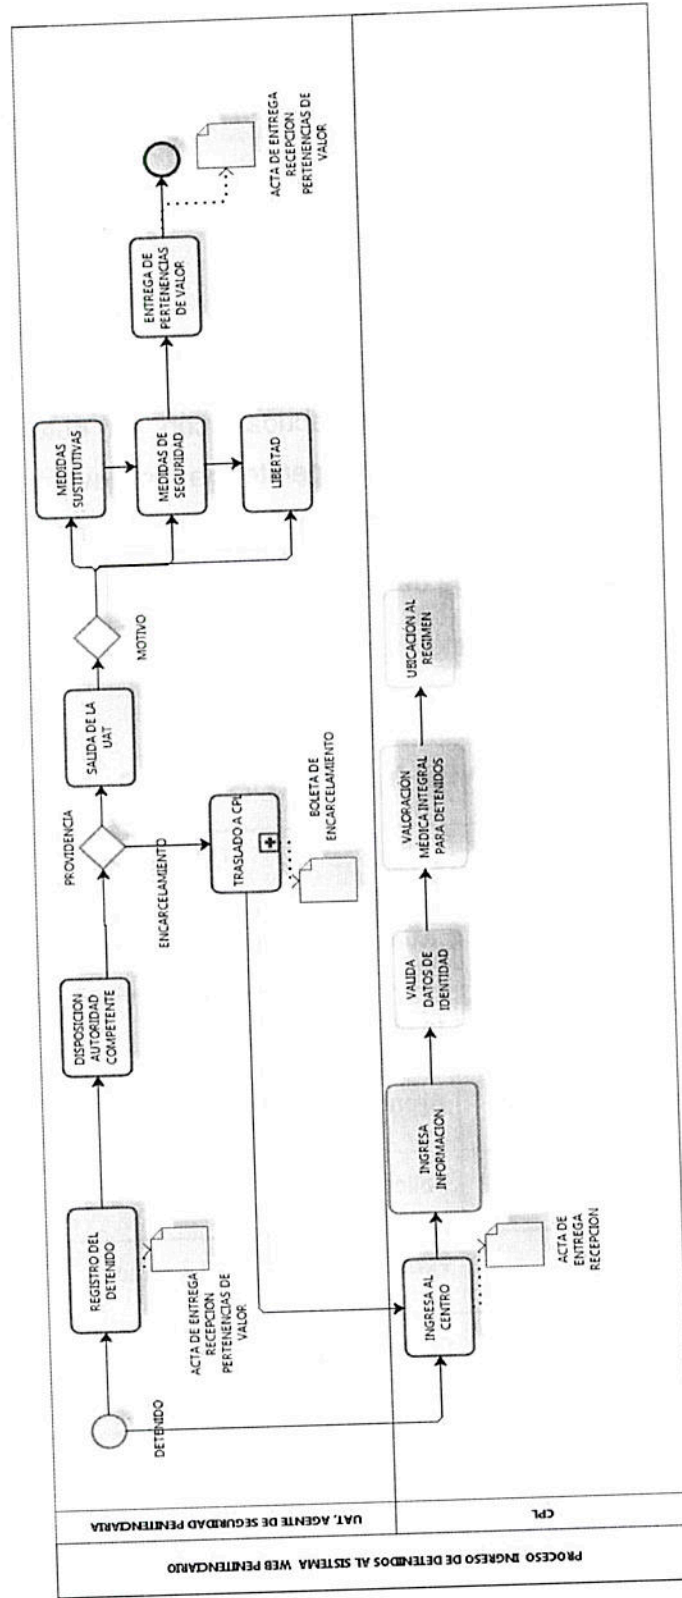 PROCESO INGRESO DE DETENIDOS AL SISTEMA WEB PENITENCIARIO
UAT, AGENTE DE SEGURIDAD PENITENCIARIA
DETENIDO
REGISTRO DEL
DETENIDO
ACTA DE ENTREGA
RECEPCION
PERTENENCIAS DE
VALOR
DISPOSICION
AUTORIDAD
COMPETENTE
PROVIDENCIA
ENCARCELAMIENTO
TRASLADO A CPL
BOLETA DE
ENCARCELAMIENTO
SALIDA DE LA
UAT
MOTIVO
MEDIDAS
SUSTITUTIVAS
MEDIDAS DE
SEGURIDAD
LIBERTAD
ENTREGA DE
PERTENENCIAS
DE VALOR
ACTA DE ENTREGA
RECEPCION
PERTENENCIAS DE
VALOR
CPL
INGRESA AL
CENTRO
ACTA DE
ENTREGA
RECEPCION
INGRESA
INFORMACION
VALIDA
DATOS DE
IDENTIDAD
VALORACION
MÉDICA INTEGRAL
PARA DETENIDOS
UBICACIÓN AL
REGIMEN